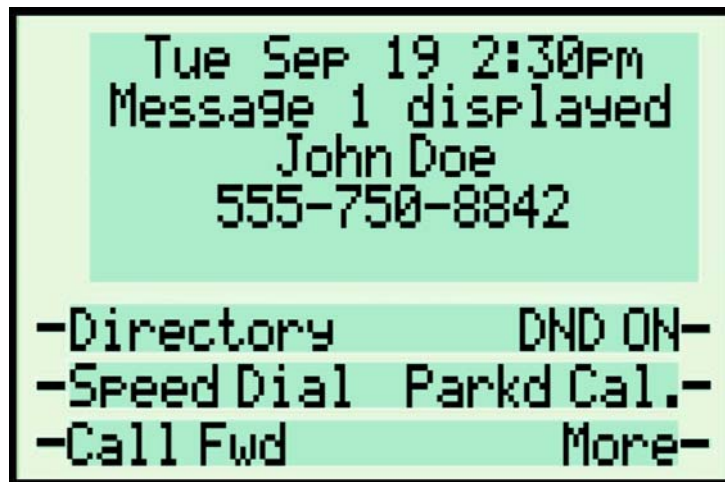 Tue Sep 19 2:30pm
Message 1 displayed
John Doe
555-750-8842
-Directory DND ON-
-Speed Dial Parkd Cal.-
-Call Fwd More-